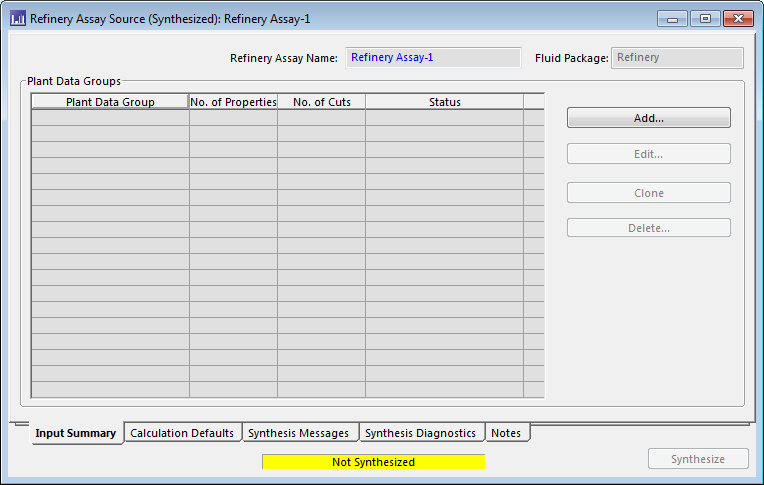 Refinery Assay Source (Synthesized): Refinery Assay-1
Refinery Assay Name: Refinery Assay-1 Fluid Package: Refinery
Plant Data Groups
Plant Data Group No. of Properties No. of Cuts Status
Add...
Edit...
Clone
Delete...
Input Summary Calculation Defaults Synthesis Messages Synthesis Diagnostics Notes
Not Synthesized Synthesize